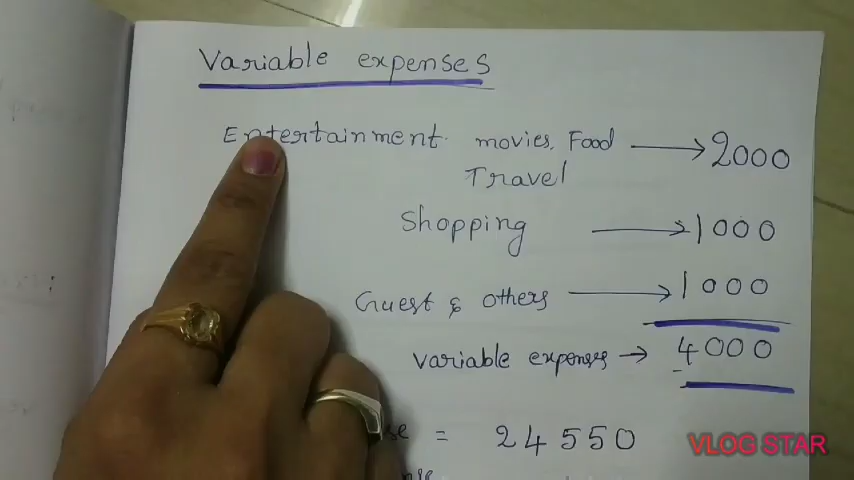 Variable expenses
Entertainment. movies, Food → 2000
Travel
Shopping → 1000
Guest & others → 1000
Variable expenses → 4000
= 24550
VLOG STAR